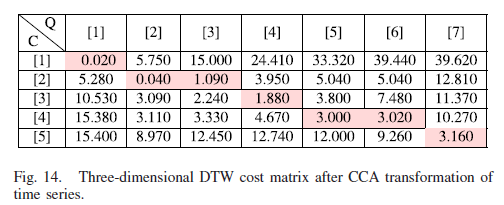 Q
C
[1] [2] [3] [4] [5] [6] [7]
[1] 0.020 5.750 15.000 24.410 33.320 39.440 39.620
[2] 5.280 0.040 1.090 3.950 5.040 5.040 12.810
[3] 10.530 3.090 2.240 1.880 3.800 7.480 11.370
[4] 15.380 3.110 3.330 4.670 3.000 3.020 10.270
[5] 15.400 8.970 12.450 12.740 12.000 9.260 3.160
Fig. 14. Three-dimensional DTW cost matrix after CCA transformation of
time series.